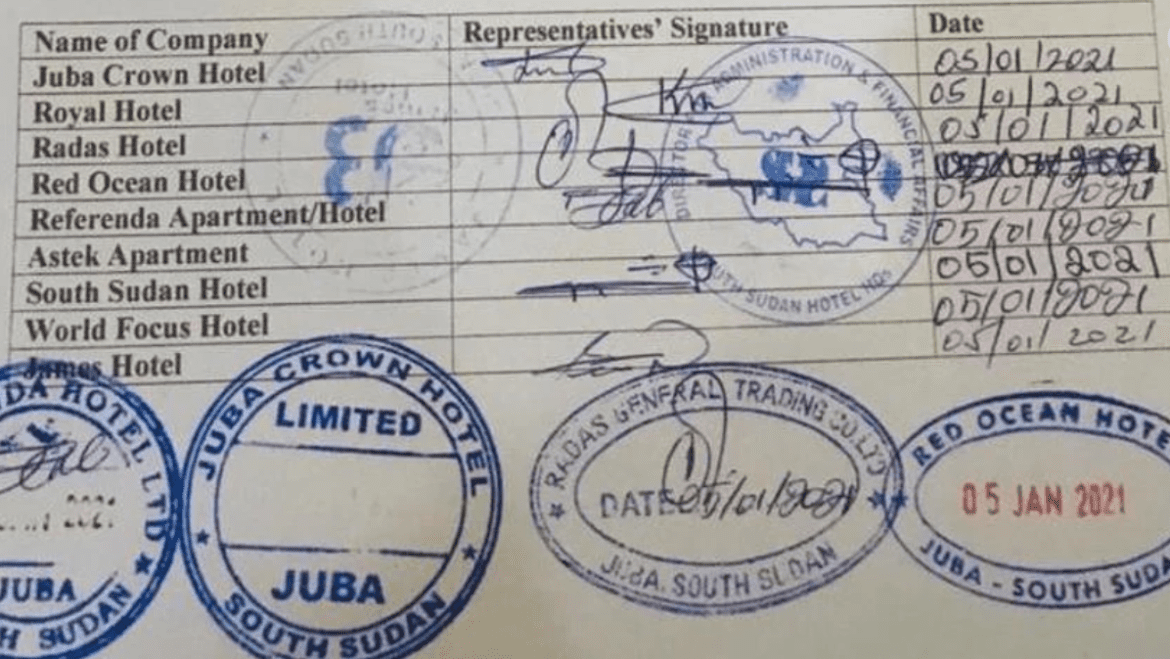 Name of Company Representatives' Signature Date
Juba Crown Hotel 05/01/2021
Royal Hotel 05/01/2021
Radas Hotel 05/01/2021
Red Ocean Hotel
05/01/2021
Referenda Apartment/Hotel 05/01/2021
Astek Apartment 05/01/2021
South Sudan Hotel 05/01/2021
World Focus Hotel 05/01/2021
James Hotel
ADMINISTRATION & FINANCIAL AFFAIRS
SOUTH SUDAN HOTEL HQs
DA HOTEL LTD
JUBA
H SUDAN
JUBA CROWN HOTEL
LIMITED
JUBA
SOUTH SUDAN
RADAS GENERAL TRADING CO.LTD
DATE 05/01/2021
JUBA. SOUTH SUDAN
RED OCEAN HOTE
05 JAN 2021
JUBA - SOUTH SUDA